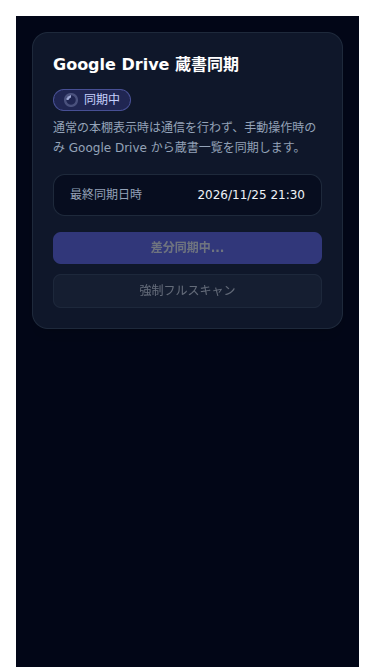 Google Drive 蔵書同期
同期中
通常の本棚表示時は通信を行わず、手動操作時の
み Google Drive から蔵書一覧を同期します。
最終同期日時 2026/11/25 21:30
差分同期中...
強制フルスキャン